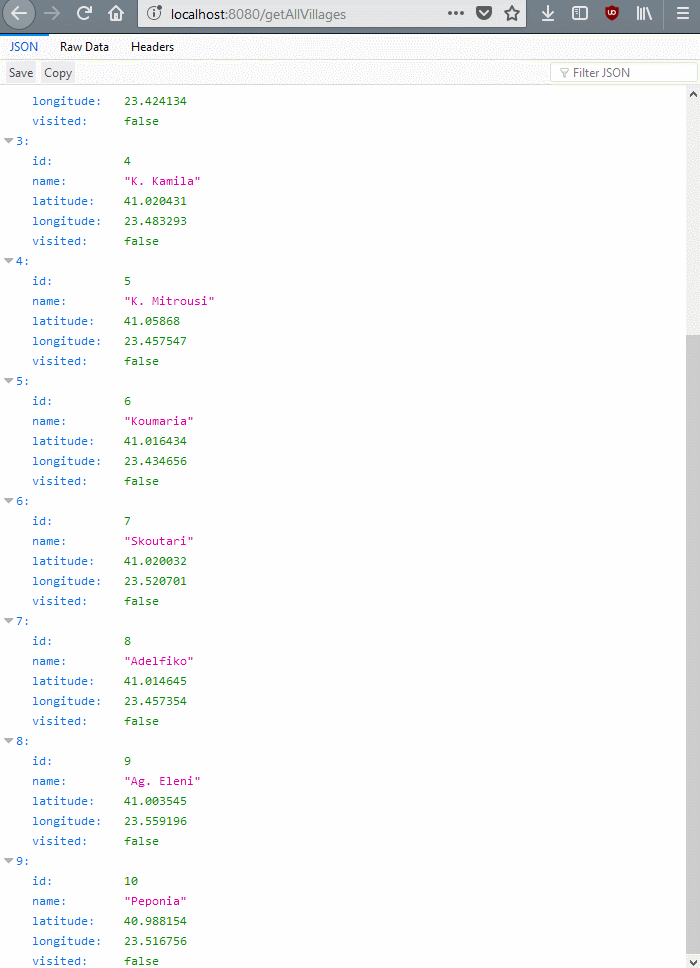 localhost:8080/getAllVillages
JSON Raw Data Headers
Save Copy Filter JSON
longitude: 23.424134
visited: false
3:
id: 4
name: "K. Kamila"
latitude: 41.020431
longitude: 23.483293
visited: false
4:
id: 5
name: "K. Mitrousi"
latitude: 41.05868
longitude: 23.457547
visited: false
5:
id: 6
name: "Koumaria"
latitude: 41.016434
longitude: 23.434656
visited: false
6:
id: 7
name: "Skoutari"
latitude: 41.020032
longitude: 23.520701
visited: false
7:
id: 8
name: "Adelfiko"
latitude: 41.014645
longitude: 23.457354
visited: false
8:
id: 9
name: "Ag. Eleni"
latitude: 41.003545
longitude: 23.559196
visited: false
9:
id: 10
name: "Peponia"
latitude: 40.988154
longitude: 23.516756
visited: false